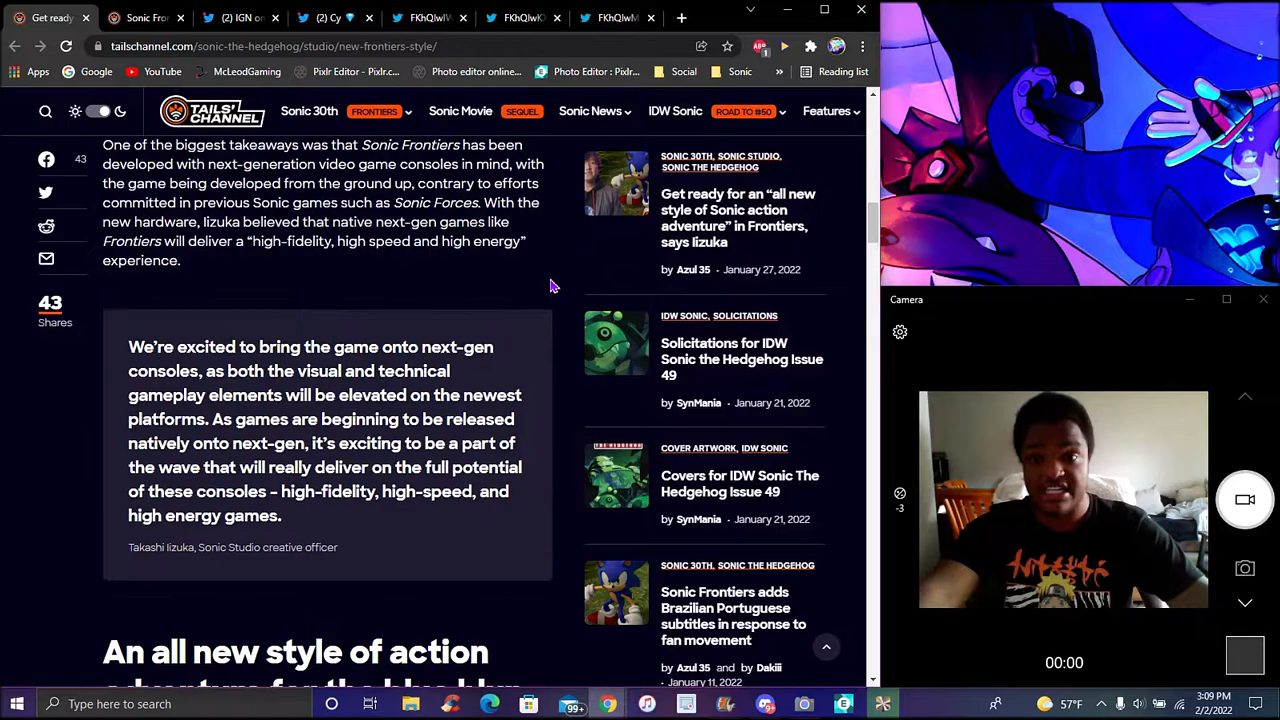 Get ready
Sonic Fron
(2) IGN on
(2) Cy
FKhQlwIW
FKhQlwK
FKhQlwM
tailschannel.com/sonic-the-hedgehog/studio/new-frontiers-style/
Apps
Google
YouTube
McLeodGaming
Pixlr Editor - Pixlr.c...
Photo editor online...
Photo Editor : Pixlr...
Social
Sonic
Reading list
TAILS' CHANNEL
Sonic 30th FRONTIERS
Sonic Movie SEQUEL
Sonic News
IDW Sonic ROAD TO #50
Features
43
43
Shares
One of the biggest takeaways was that Sonic Frontiers had been
developed with next-generation video game consoles in mind, with
the game being developed from the ground up, contrary to efforts
committed in previous Sonic games such as Sonic Forces. With the
new hardware, Iizuka believed that native next-gen games like
Frontiers will deliver a “high-fidelity, high speed and high energy”
experience.
We’re excited to bring the game onto next-gen
consoles, as both the visual and technical
gameplay elements will be elevated on the newest
platforms. As games are beginning to be released
natively onto next-gen, it’s exciting to be a part of
the wave that will really deliver on the full potential
of these consoles – high-fidelity, high-speed, and
high energy games.
Takashi Iizuka, Sonic Studio creative officer
An all new style of action
SONIC 30TH, SONIC STUDIO,
SONIC THE HEDGEHOG
Get ready for an “all new
style of Sonic action
adventure” in Frontiers,
says Iizuka
by Azul 35 - January 27, 2022
IDW SONIC, SOLICITATIONS
Solicitations for IDW
Sonic the Hedgehog Issue
49
by SynMania - January 21, 2022
COVER ARTWORK, IDW SONIC
Covers for IDW Sonic The
Hedgehog Issue 49
by SynMania - January 21, 2022
SONIC 30TH, SONIC THE HEDGEHOG
Sonic Frontiers adds
Brazilian Portuguese
subtitles in response to
fan movement
by Azul 35 and by Dakiii
January 11, 2022
Camera
-3
00:00
Type here to search
99+
57°F
3:09 PM
2/2/2022